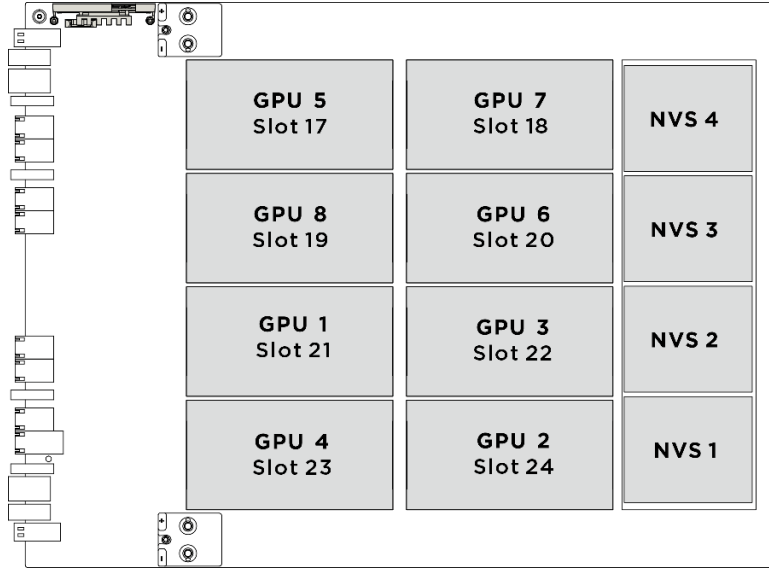 GPU 5
Slot 17
GPU 7
Slot 18
NVS 4
GPU 8
Slot 19
GPU 6
Slot 20
NVS 3
GPU 1
Slot 21
GPU 3
Slot 22
NVS 2
GPU 4
Slot 23
GPU 2
Slot 24
NVS 1